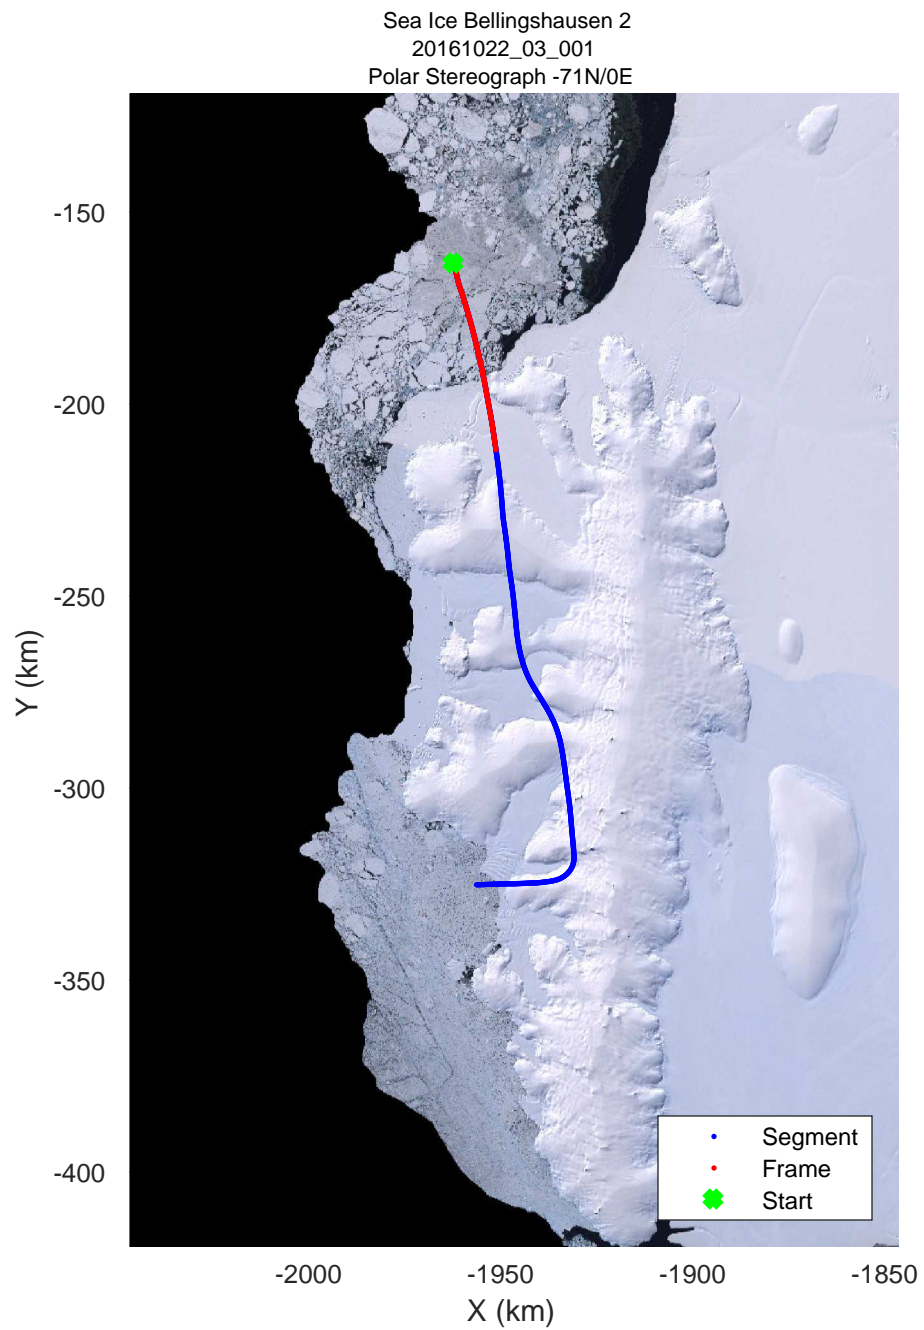 Sea Ice Bellingshausen 2
20161022_03_001
Polar Stereograph -71N/0E
-150
-200
-250
-300
-350
-400
Y (km)
Segment
Frame
Start
-2000
-1950
-1900
-1850
X (km)